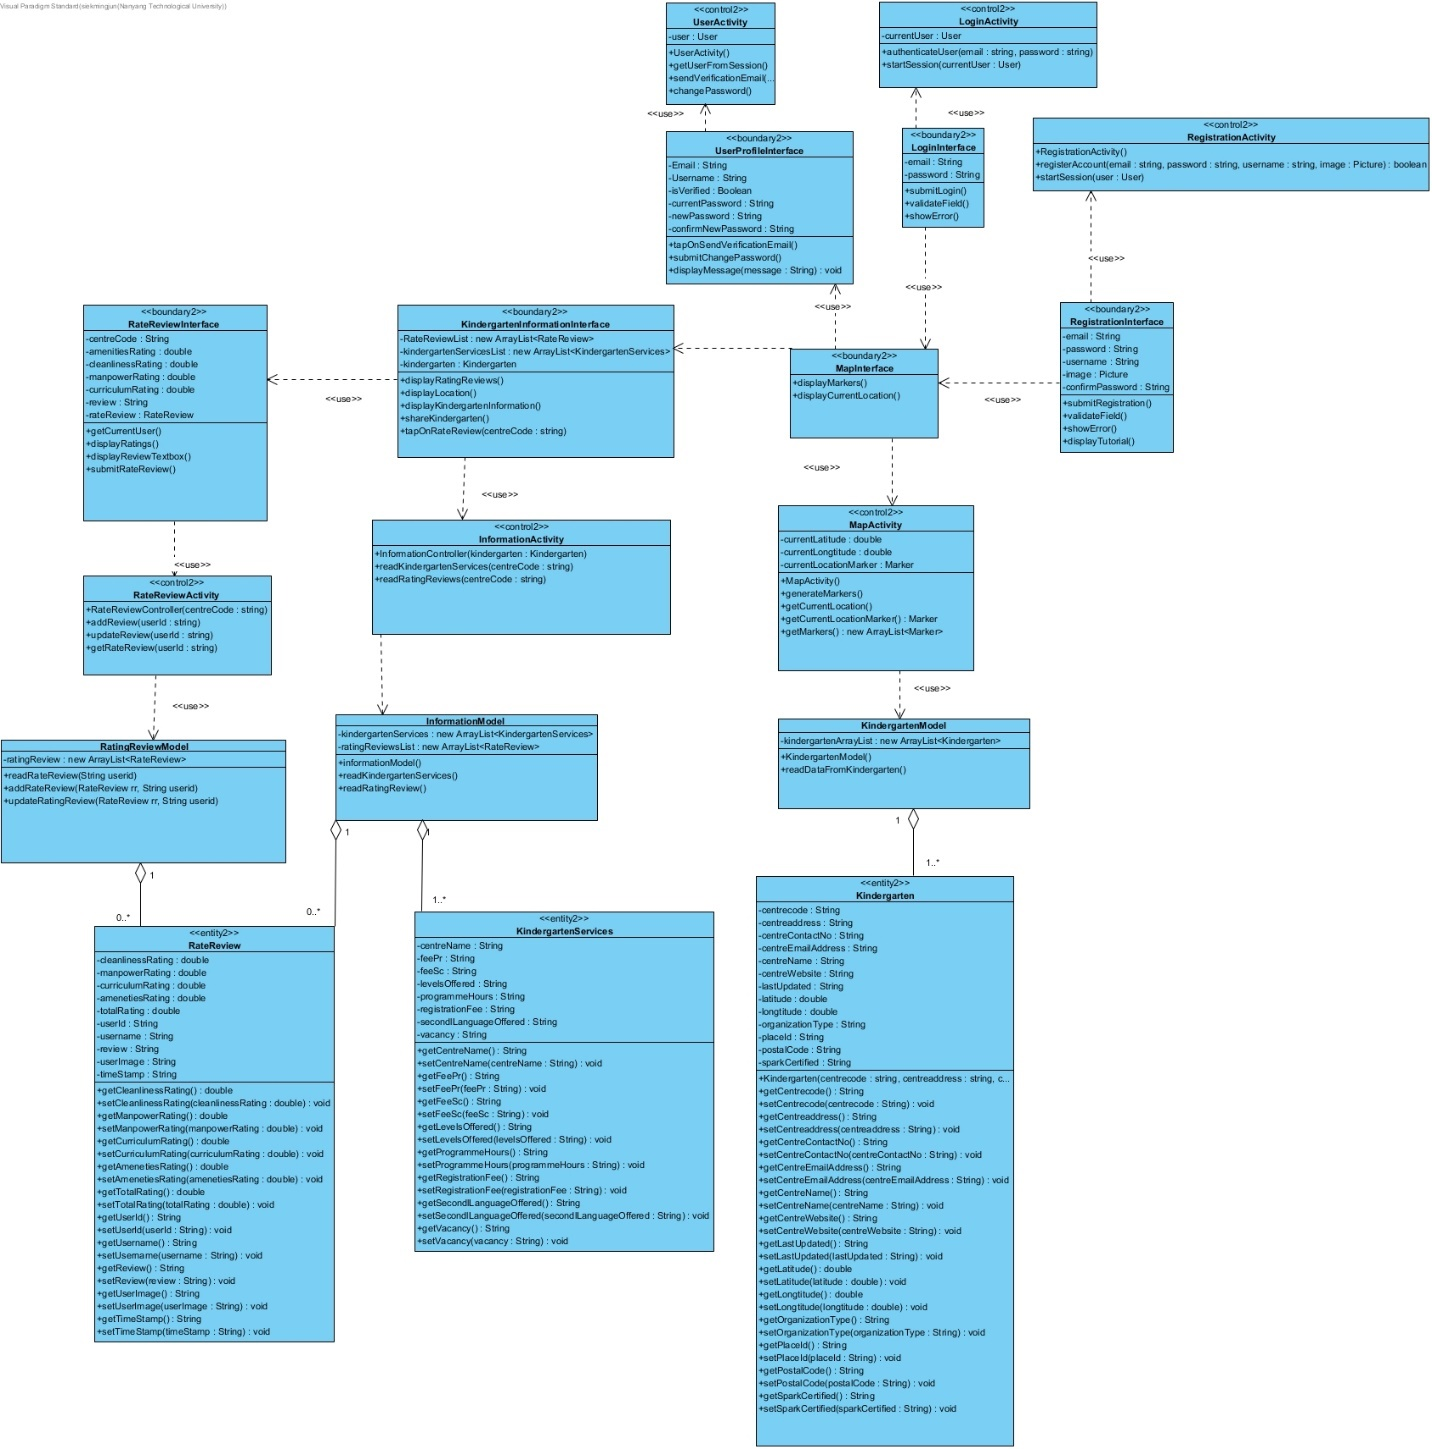 Visual Paradigm Standard(siekmingjun(Nanyang Technological University))
<<control2>>
UserActivity
-user : User
+UserActivity()
+getUserFromSession()
+sendVerificationEmail(...
+changePassword()
<<control2>>
LoginActivity
-currentUser : User
+authenticateUser(email : string, password : string)
+startSession(currentUser : User)
<<use>>
<<use>>
<<control2>>
RegistrationActivity
+RegistrationActivity()
+registerAccount(email : string, password : string, username : string, image : Picture) : boolean
+startSession(user : User)
<<boundary2>>
UserProfileInterface
-Email : String
-Username : String
-isVerified : Boolean
-currentPassword : String
-newPassword : String
-confirmNewPassword : String
+tapOnSendVerificationEmail()
+submitChangePassword()
+displayMessage(message : String) : void
<<boundary2>>
LoginInterface
-email : String
-password : String
+submitLogin()
+validateField()
+showError()
<<use>>
<<use>>
<<use>>
<<boundary2>>
RateReviewInterface
-centreCode : String
-amenitiesRating : double
-cleanlinessRating : double
-manpowerRating : double
-curriculumRating : double
-review : String
-rateReview : RateReview
+getCurrentUser()
+displayRatings()
+displayReviewTextbox()
+submitRateReview()
<<use>>
<<boundary2>>
KindergartenInformationInterface
-RateReviewList : new ArrayList<RateReview>
-kindergartenServicesList : new ArrayList<KindergartenServices>
-kindergarten : Kindergarten
+displayRatingReviews()
+displayLocation()
+displayKindergartenInformation()
+shareKindergarten()
+tapOnRateReview(centreCode : string)
<<boundary2>>
MapInterface
+displayMarkers()
+displayCurrentLocation()
<<use>>
<<boundary2>>
RegistrationInterface
-email : String
-password : String
-username : String
-image : Picture
-confirmPassword : String
+submitRegistration()
+validateField()
+showError()
+displayTutorial()
<<use>>
<<use>>
<<control2>>
InformationActivity
+InformationController(kindergarten : Kindergarten)
+readKindergartenServices(centreCode : string)
+readRatingReviews(centreCode : string)
<<control2>>
MapActivity
-currentLatitude : double
-currentLongtitude : double
-currentLocationMarker : Marker
+MapActivity()
+generateMarkers()
+getCurrentLocation()
+getCurrentLocationMarker() : Marker
+getMarkers() : new ArrayList<Marker>
<<use>>
<<control2>>
RateReviewActivity
+RateReviewController(centreCode : string)
+addReview(userId : string)
+updateReview(userId : string)
+getRateReview(userId : string)
<<use>>
<<use>>
RatingReviewModel
-ratingReview : new ArrayList<RateReview>
+readRateReview(String userid)
+addRateReview(RateReview rr, String userid)
+updateRatingReview(RateReview rr, String userid)
InformationModel
-kindergartenServices : new ArrayList<KindergartenServices>
-ratingReviewsList : new ArrayList<RateReview>
+informationModel()
+readKindergartenServices()
+readRatingReview()
KindergartenModel
-kindergartenArrayList : new ArrayList<Kindergarten>
+KindergartenModel()
+readDataFromKindergarten()
1
1
1
1
0..*
0..*
1..*
1..*
<<entity2>>
RateReview
-cleanlinessRating : double
-manpowerRating : double
-curriculumRating : double
-amenetiesRating : double
-totalRating : double
-userId : String
-username : String
-review : String
-userImage : String
-timeStamp : String
+getCleanlinessRating() : double
+setCleanlinessRating(cleanlinessRating : double) : void
+getManpowerRating() : double
+setManpowerRating(manpowerRating : double) : void
+getCurriculumRating() : double
+setCurriculumRating(curriculumRating : double) : void
+getAmenetiesRating() : double
+setAmenetiesRating(amenetiesRating : double) : void
+getTotalRating() : double
+setTotalRating(totalRating : double) : void
+getUserId() : String
+setUserId(userId : String) : void
+getUsername() : String
+setUsername(username : String) : void
+getReview() : String
+setReview(review : String) : void
+getUserImage() : String
+setUserImage(userImage : String) : void
+getTimeStamp() : String
+setTimeStamp(timeStamp : String) : void
<<entity2>>
KindergartenServices
-centreName : String
-feePr : String
-feeSc : String
-levelsOffered : String
-programmeHours : String
-registrationFee : String
-secondlLanguageOffered : String
-vacancy : String
+getCentreName() : String
+setCentreName(centreName : String) : void
+getFeePr() : String
+setFeePr(feePr : String) : void
+getFeeSc() : String
+setFeeSc(feeSc : String) : void
+getLevelsOffered() : String
+setLevelsOffered(levelsOffered : String) : void
+getProgrammeHours() : String
+setProgrammeHours(programmeHours : String) : void
+getRegistrationFee() : String
+setRegistrationFee(registrationFee : String) : void
+getSecondlLanguageOffered() : String
+setSecondlLanguageOffered(secondlLanguageOffered : String) : void
+getVacancy() : String
+setVacancy(vacancy : String) : void
<<entity2>>
Kindergarten
-centrecode : String
-centreaddress : String
-centreContactNo : String
-centreEmailAddress : String
-centreName : String
-centreWebsite : String
-lastUpdated : String
-latitude : double
-longtitude : double
-organizationType : String
-placeId : String
-postalCode : String
-sparkCertified : String
+Kindergarten(centrecode : string, centreaddress : string, c...
+getCentrecode() : String
+setCentrecode(centrecode : String) : void
+getCentreaddress() : String
+setCentreaddress(centreaddress : String) : void
+getCentreContactNo() : String
+setCentreContactNo(centreContactNo : String) : void
+getCentreEmailAddress() : String
+setCentreEmailAddress(centreEmailAddress : String) : void
+getCentreName() : String
+setCentreName(centreName : String) : void
+getCentreWebsite() : String
+setCentreWebsite(centreWebsite : String) : void
+getLastUpdated() : String
+setLastUpdated(lastUpdated : String) : void
+getLatitude() : double
+setLatitude(latitude : double) : void
+getLongtitude() : double
+setLongtitude(longtitude : double) : void
+getOrganizationType() : String
+setOrganizationType(organizationType : String) : void
+getPlaceId() : String
+setPlaceId(placeId : String) : void
+getPostalCode() : String
+setPostalCode(postalCode : String) : void
+getSparkCertified() : String
+setSparkCertified(sparkCertified : String) : void